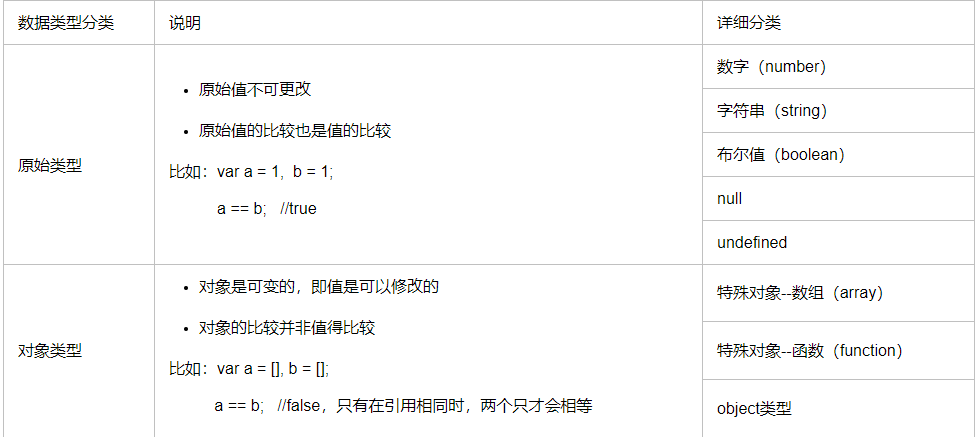 数据类型分类
说明
详细分类
原始类型
• 原始值不可更改
• 原始值的比较也是值的比较
比如：var a = 1,  b = 1;
a == b;   //true
数字（number）
字符串（string）
布尔值（boolean）
null
undefined
对象类型
• 对象是可变的，即值是可以修改的
• 对象的比较并非值得比较
比如：var a = [], b = [];
a == b;   //false，只有在引用相同时，两个只才会相等
特殊对象--数组（array）
特殊对象--函数（function）
object类型